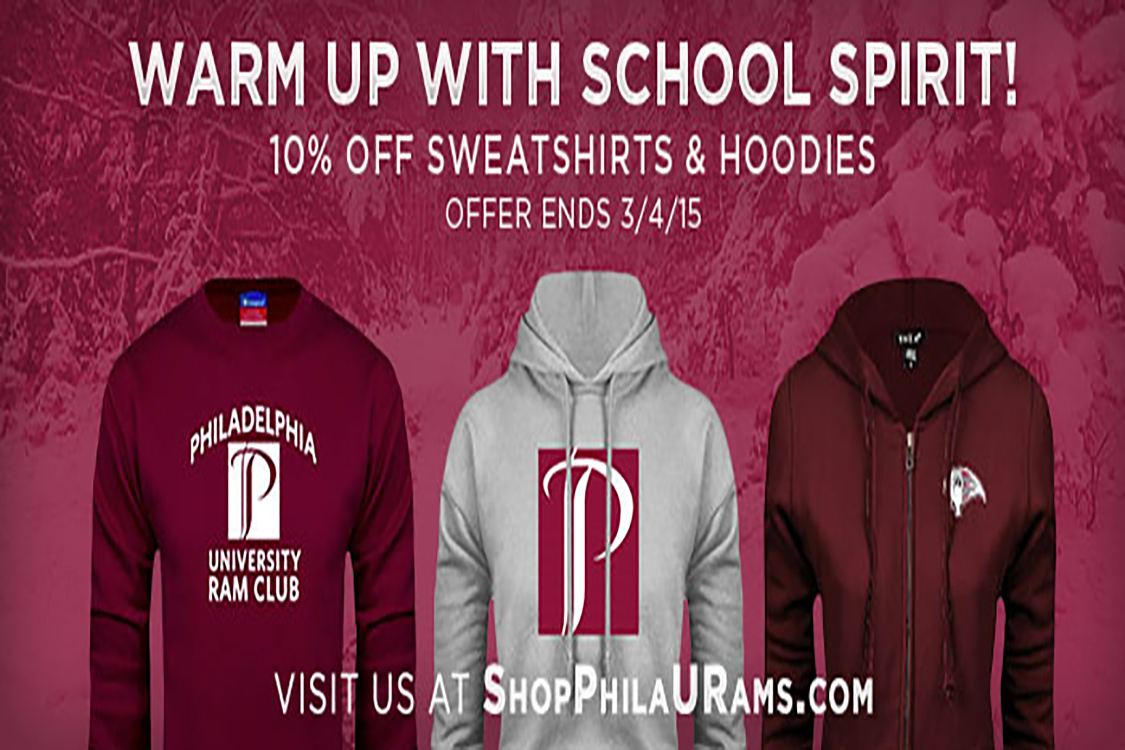 WARM UP WITH SCHOOL SPIRIT!
10% OFF SWEATSHIRTS & HOODIES
OFFER ENDS 3/4/15
PHILADELPHIA
P
UNIVERSITY
RAM CLUB
P
VISIT US AT SHOPPHILAURAMS.COM